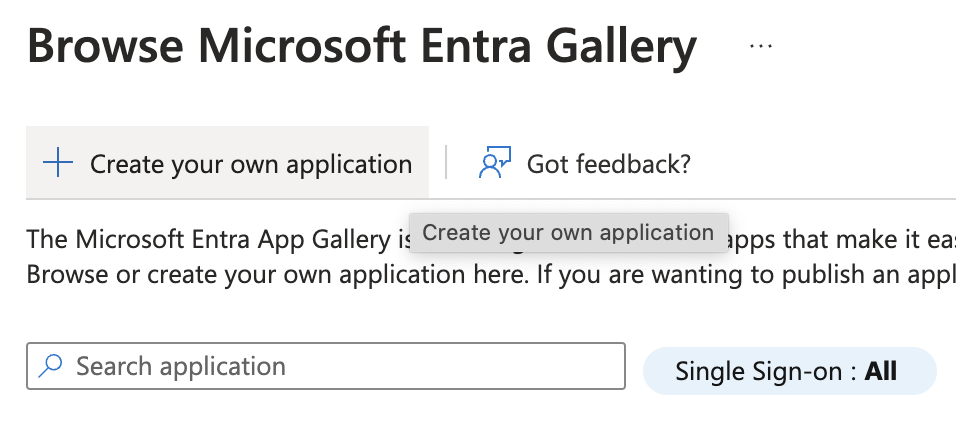 Browse Microsoft Entra Gallery ...
Create your own application
Got feedback?
The Microsoft Entra App Gallery is apps that make it eas
Create your own application
Browse or create your own application here. If you are wanting to publish an appl
Search application
Single Sign-on : All